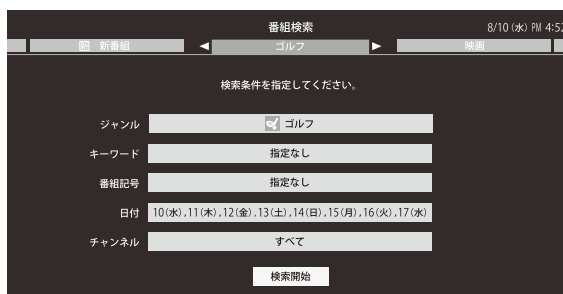 番組検索
8/10 (水) PM 4:52
新 新番組 ◀ ゴルフ ▶ 映画
検索条件を指定してください。
ジャンル ゴルフ
キーワード 指定なし
番組記号 指定なし
日付 10(水),11(木),12(金),13(土),14(日),15(月),16(火),17(水)
チャンネル すべて
検索開始